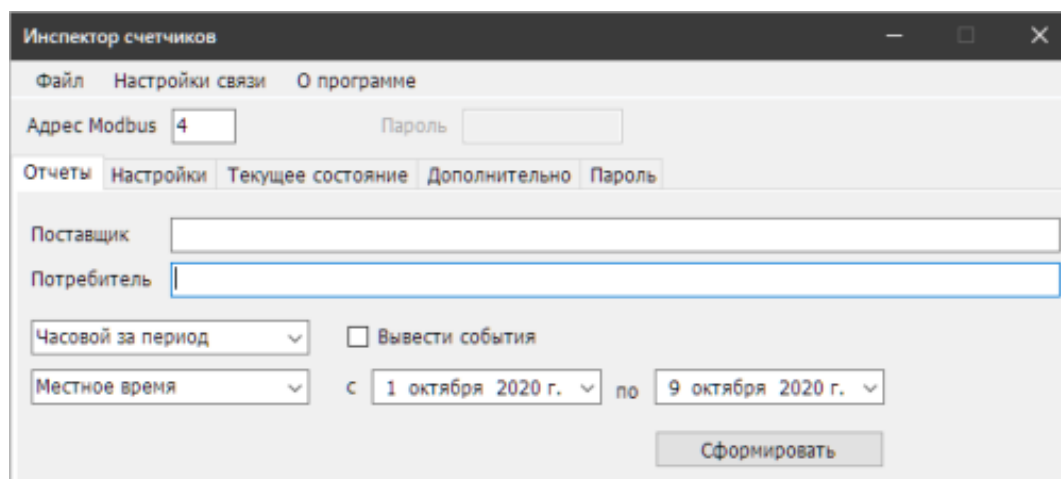 Инспектор счетчиков
Файл Настройки связи О программе
Адрес Modbus 4 Пароль
Отчеты Настройки Текущее состояние Дополнительно Пароль
Поставщик
Потребитель
Часовой за период Вывести события
Местное время с 1 октября 2020 г. по 9 октября 2020 г.
Сформировать